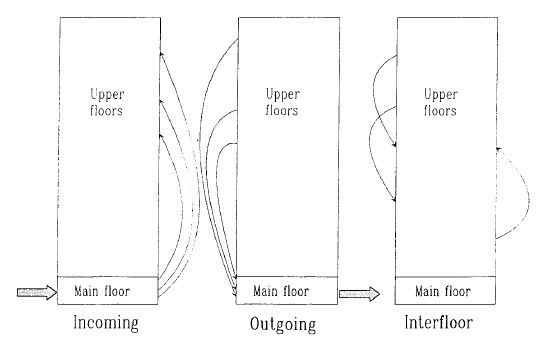 Upper
floors
Upper
floors
Upper
floors
Main floor
Main floor
Main floor
Incoming
Outgoing
Interfloor